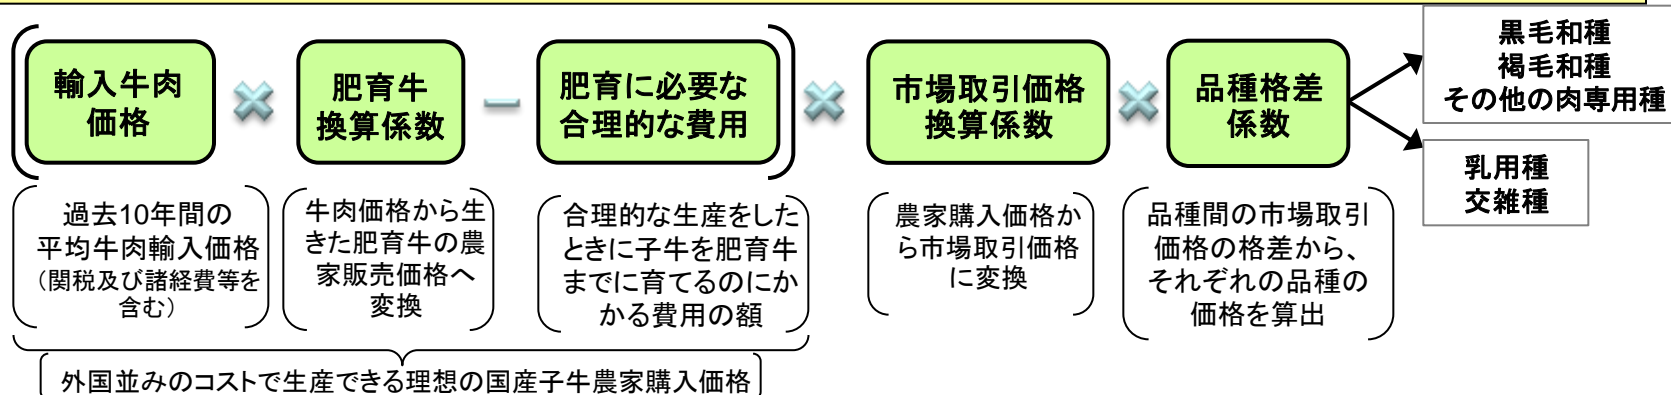 輸入牛肉
価格
×
肥育牛
換算係数
−
肥育に必要な
合理的な費用
×
市場取引価格
換算係数
×
品種格差
係数
黒毛和種
褐毛和種
その他の肉専用種
乳用種
交雑種
過去10年間の
平均牛肉輸入価格
(関税及び諸経費等を
含む)
牛肉価格から生
きた肥育牛の農
家販売価格へ
変換
合理的な生産をした
ときに子牛を肥育牛
までに育てるのにか
かる費用の額
農家購入価格か
ら市場取引価格
に変換
品種間の市場取引
価格の格差から、
それぞれの品種の
価格を算出
外国並みのコストで生産できる理想の国産子牛農家購入価格